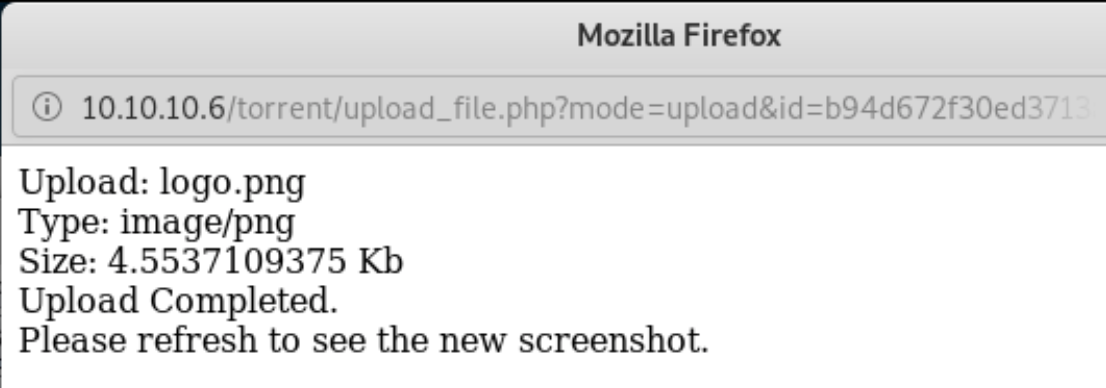 Mozilla Firefox
10.10.10.6/torrent/upload_file.php?mode=upload&id=b94d672f30ed3713
Upload: logo.png
Type: image/png
Size: 4.5537109375 Kb
Upload Completed.
Please refresh to see the new screenshot.